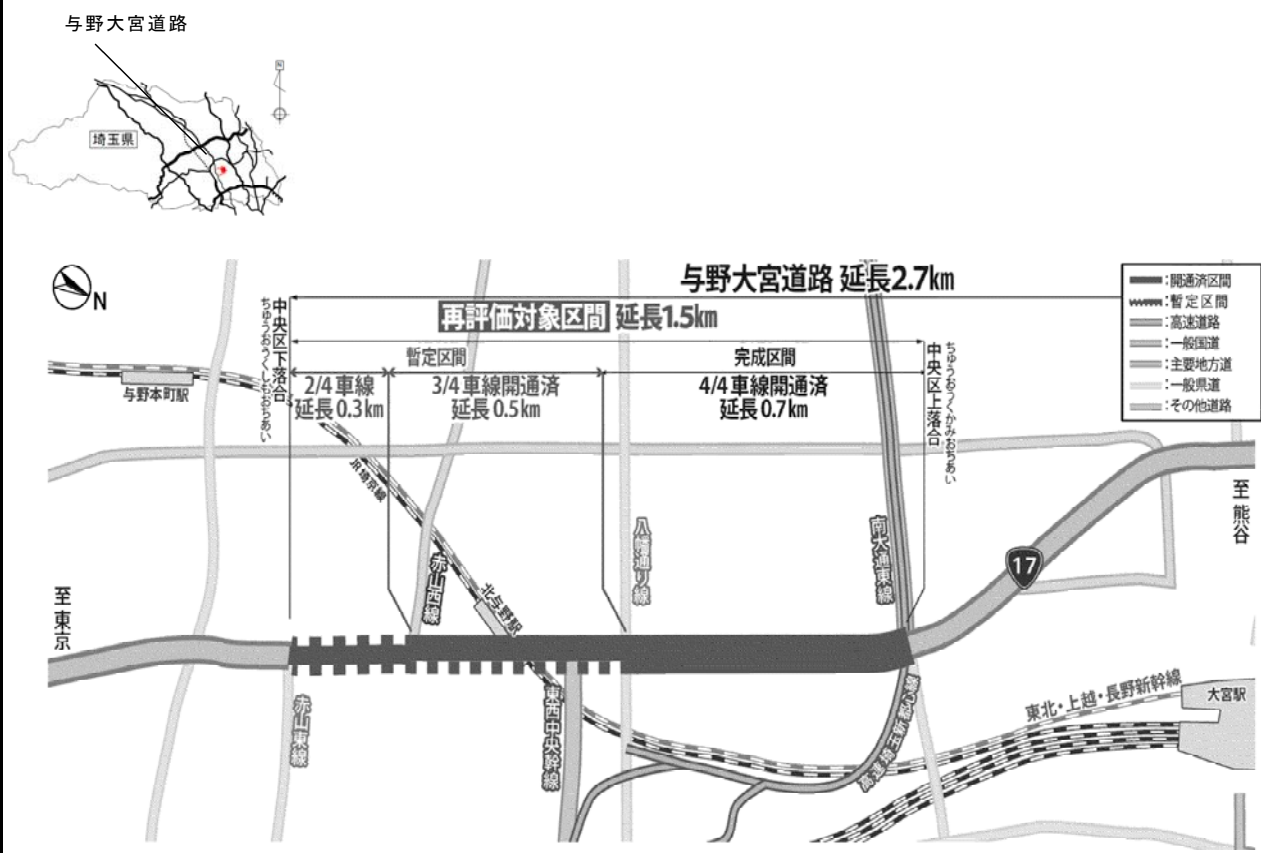 与野大宮道路
N
埼玉県
与野大宮道路 延長2.7km
再評価対象区間 延長1.5km
N
中央区下落合
ちゅうおうくしもおちあい
暫定区間
完成区間
2/4車線
延長0.3km
3/4車線開通済
延長0.5km
4/4車線開通済
延長0.7km
中央区上落合
ちゅうおうくかみおちあい
:開通済区間
:暫定区間
:高速道路
:一般国道
:主要地方道
:一般県道
:その他道路
与野本町駅
JR埼京線
赤山西線
北与野駅
八幡通り線
南大通東線
17
至熊谷
至東京
赤山東線
東西中央幹線
高速埼玉新都心線
東北・上越・長野新幹線
大宮駅